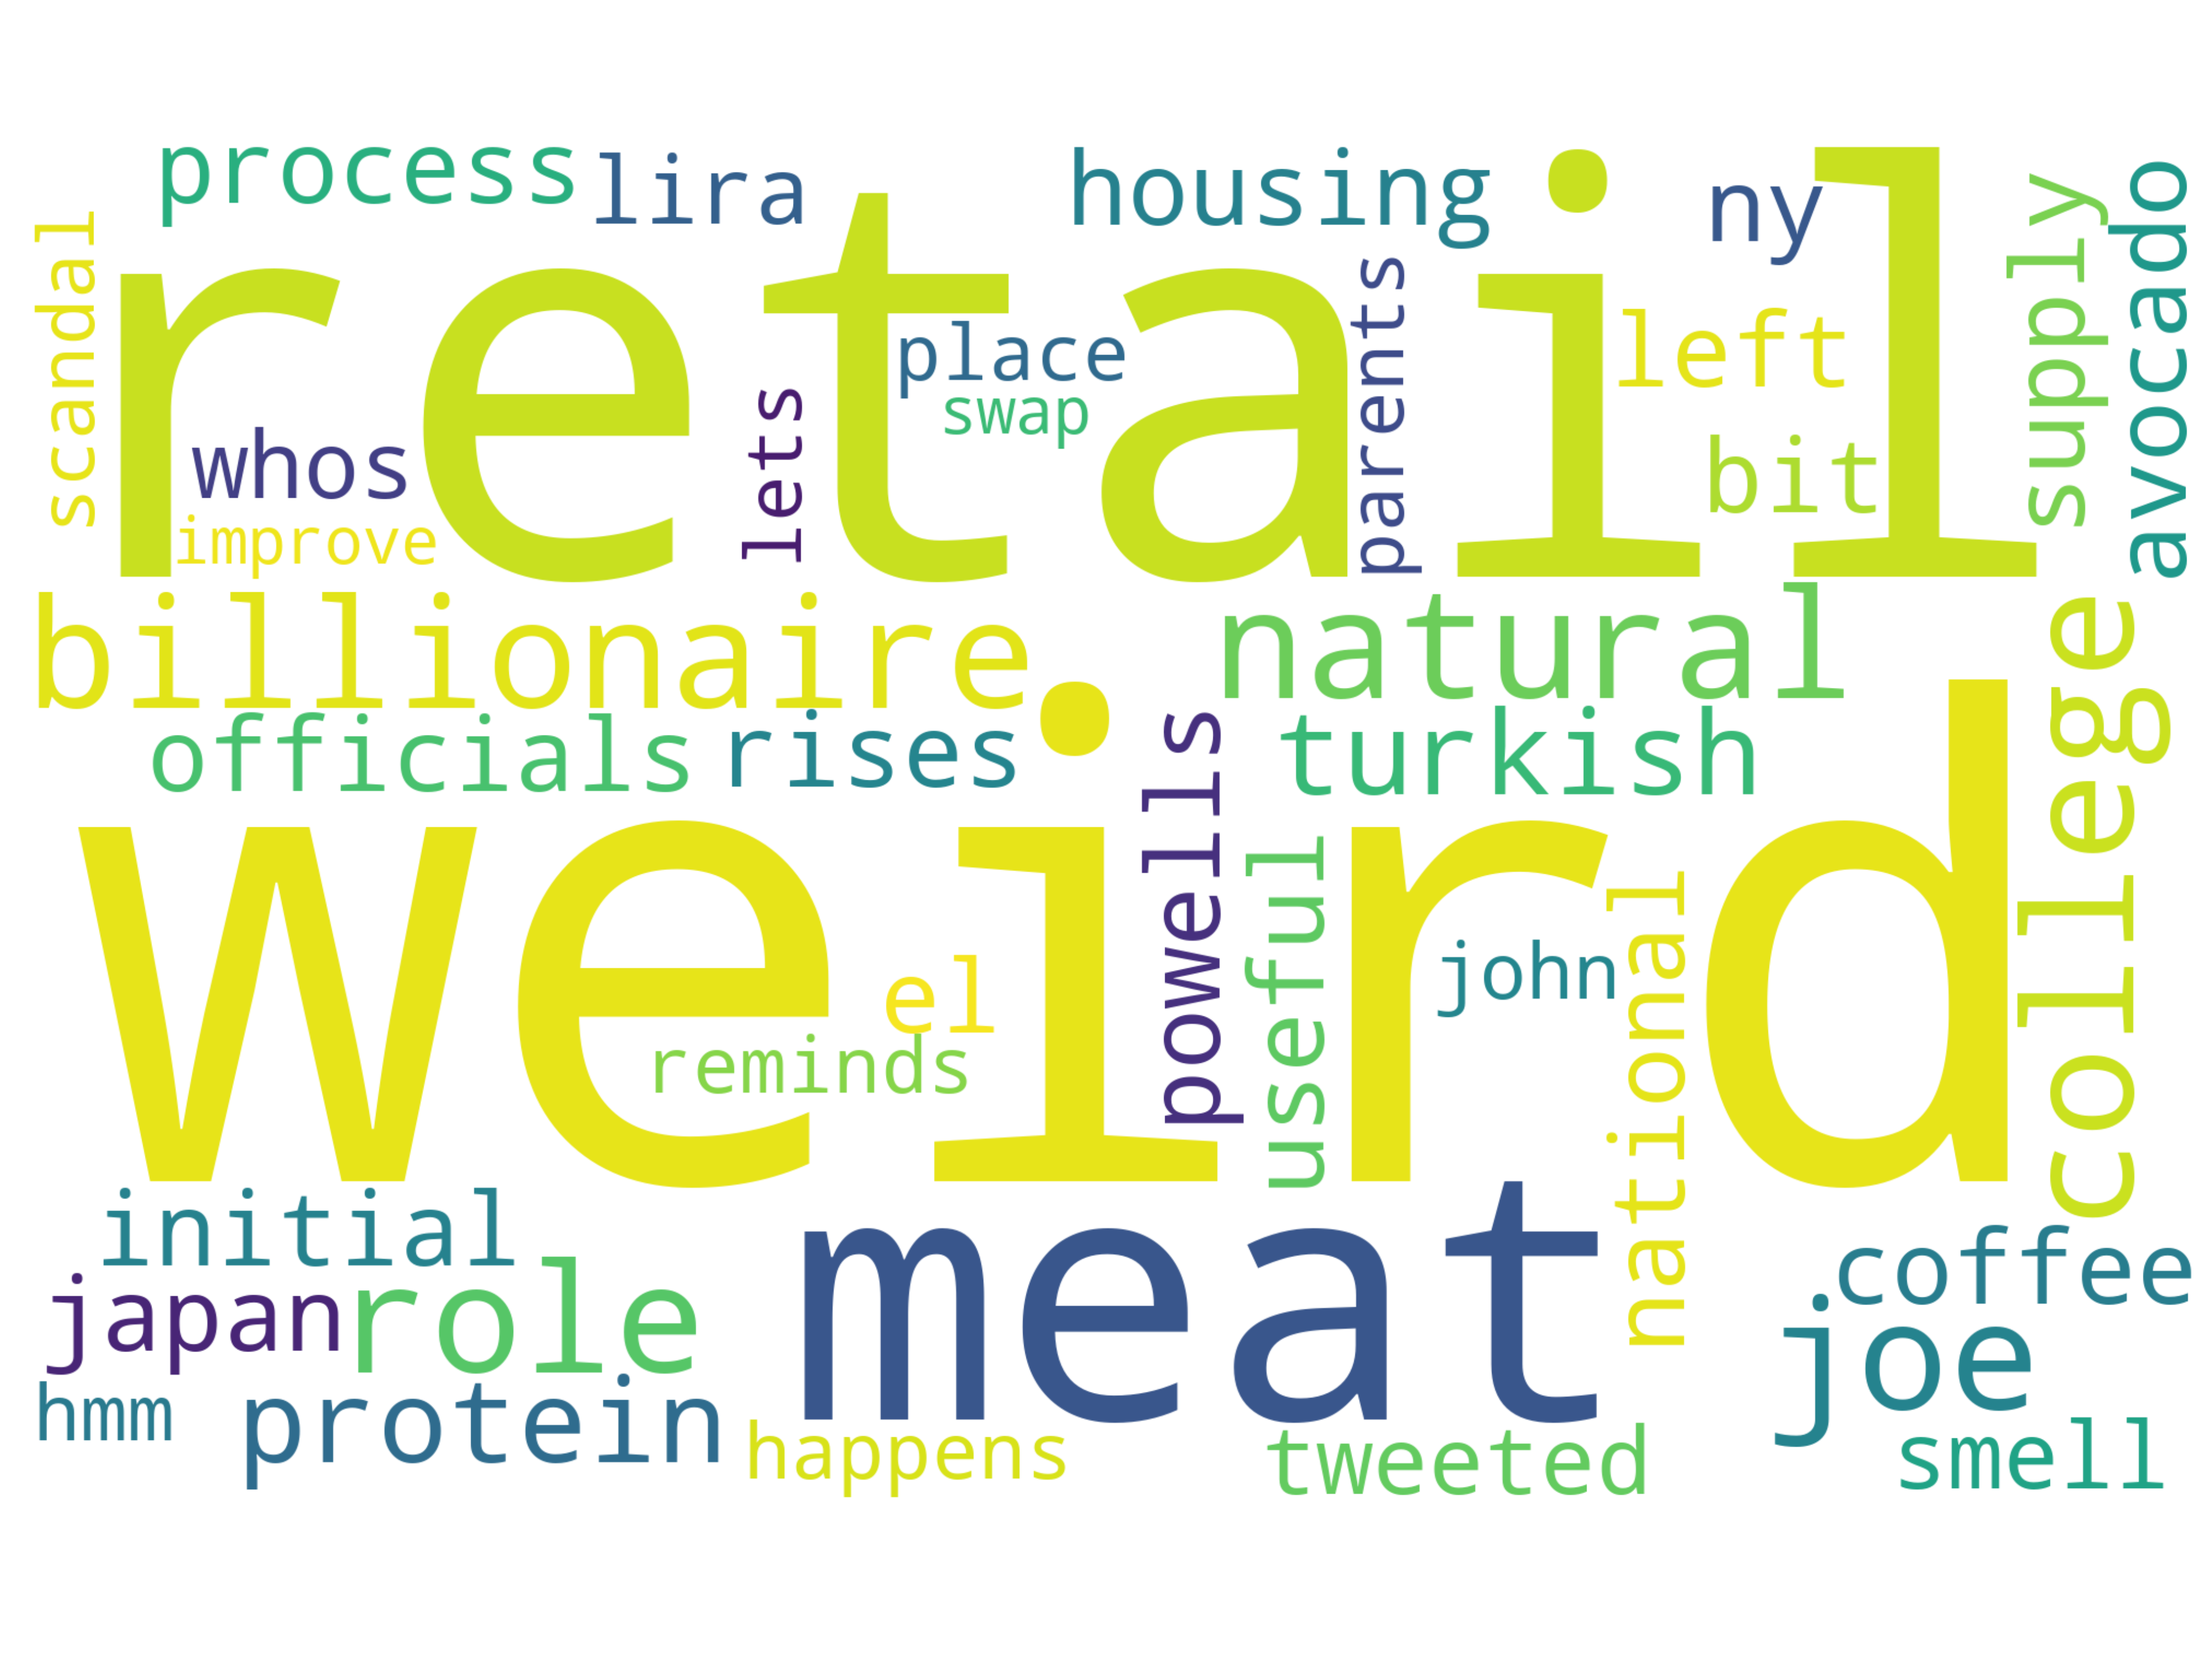 process
lira
housing
ny
supply
avocado
scandal
retail
place
swap
parents
left
whos
lets
bit
improve
billionaire
natural
officials
rises
powells
turkish
college
weird
useful
john
national
el
reminds
initial
meat
coffee
japan
role
joe
hmm
protein
happens
tweeted
smell